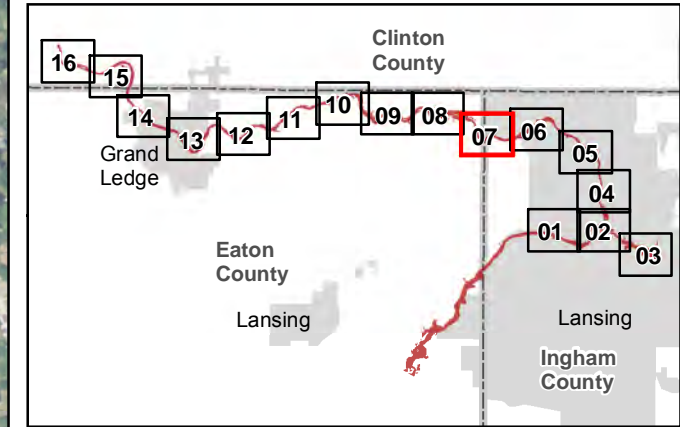 Clinton
County
16
15
14
13
12
11
10
09
08
07
06
05
04
01
02
03
Grand
Ledge
Eaton
County
Lansing
Lansing
Ingham
County